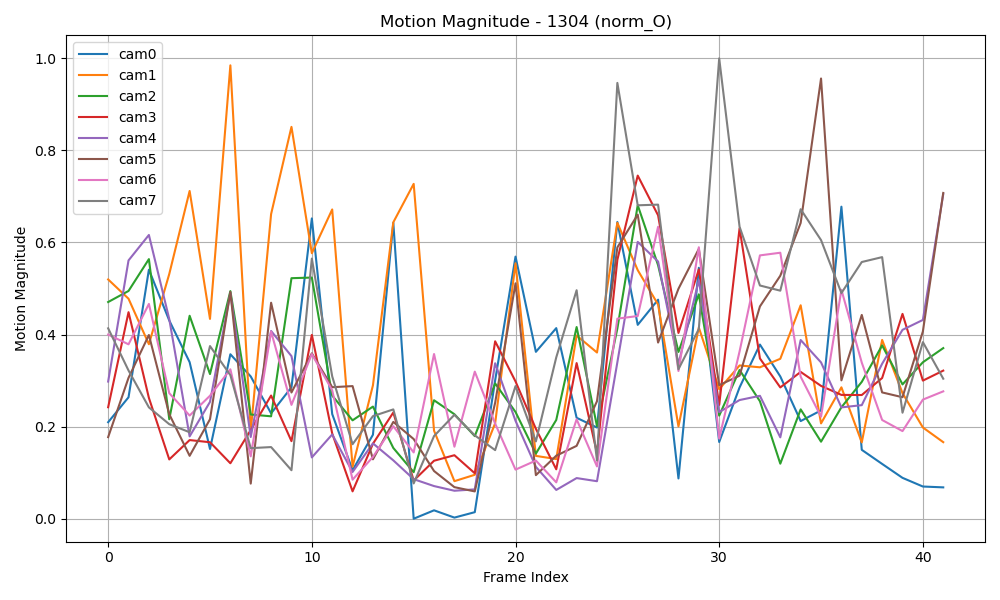 Motion Magnitude - 1304 (norm_O)
1.0
0.8
0.6
0.4
0.2
0.0
Motion Magnitude
cam0
cam1
cam2
cam3
cam4
cam5
cam6
cam7
0 10 20 30 40
Frame Index